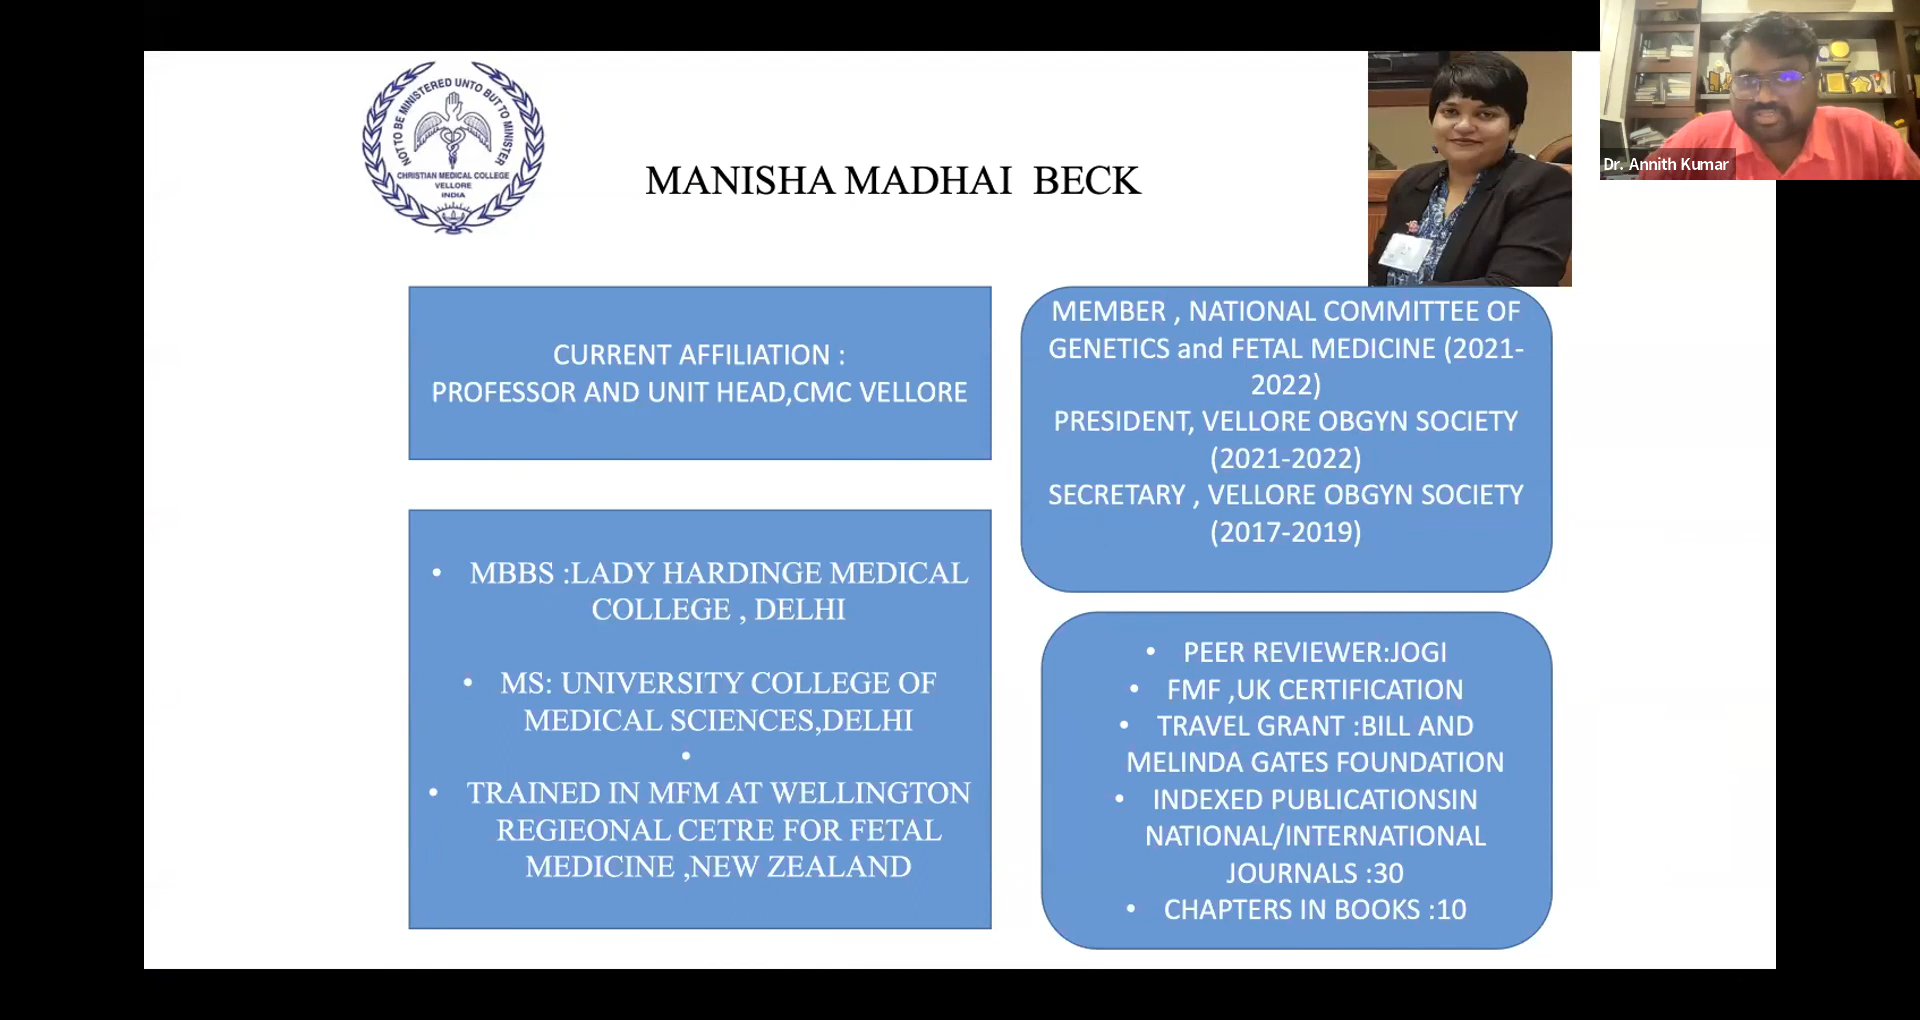 NOT TO BE MINISTERED UNTO BUT TO MINISTER
CHRISTIAN MEDICAL COLLEGE
VELLORE
INDIA
MANISHA MADHAI BECK
Dr. Annith Kumar
CURRENT AFFILIATION :
PROFESSOR AND UNIT HEAD,CMC VELLORE
• MBBS :LADY HARDINGE MEDICAL
COLLEGE , DELHI
• MS: UNIVERSITY COLLEGE OF
MEDICAL SCIENCES,DELHI
•
• TRAINED IN MFM AT WELLINGTON
REGIEONAL CETRE FOR FETAL
MEDICINE ,NEW ZEALAND
MEMBER , NATIONAL COMMITTEE OF
GENETICS and FETAL MEDICINE (2021-
2022)
PRESIDENT, VELLORE OBGYN SOCIETY
(2021-2022)
SECRETARY , VELLORE OBGYN SOCIETY
(2017-2019)
• PEER REVIEWER:JOGI
• FMF ,UK CERTIFICATION
• TRAVEL GRANT :BILL AND
MELINDA GATES FOUNDATION
• INDEXED PUBLICATIONSIN
NATIONAL/INTERNATIONAL
JOURNALS :30
• CHAPTERS IN BOOKS :10